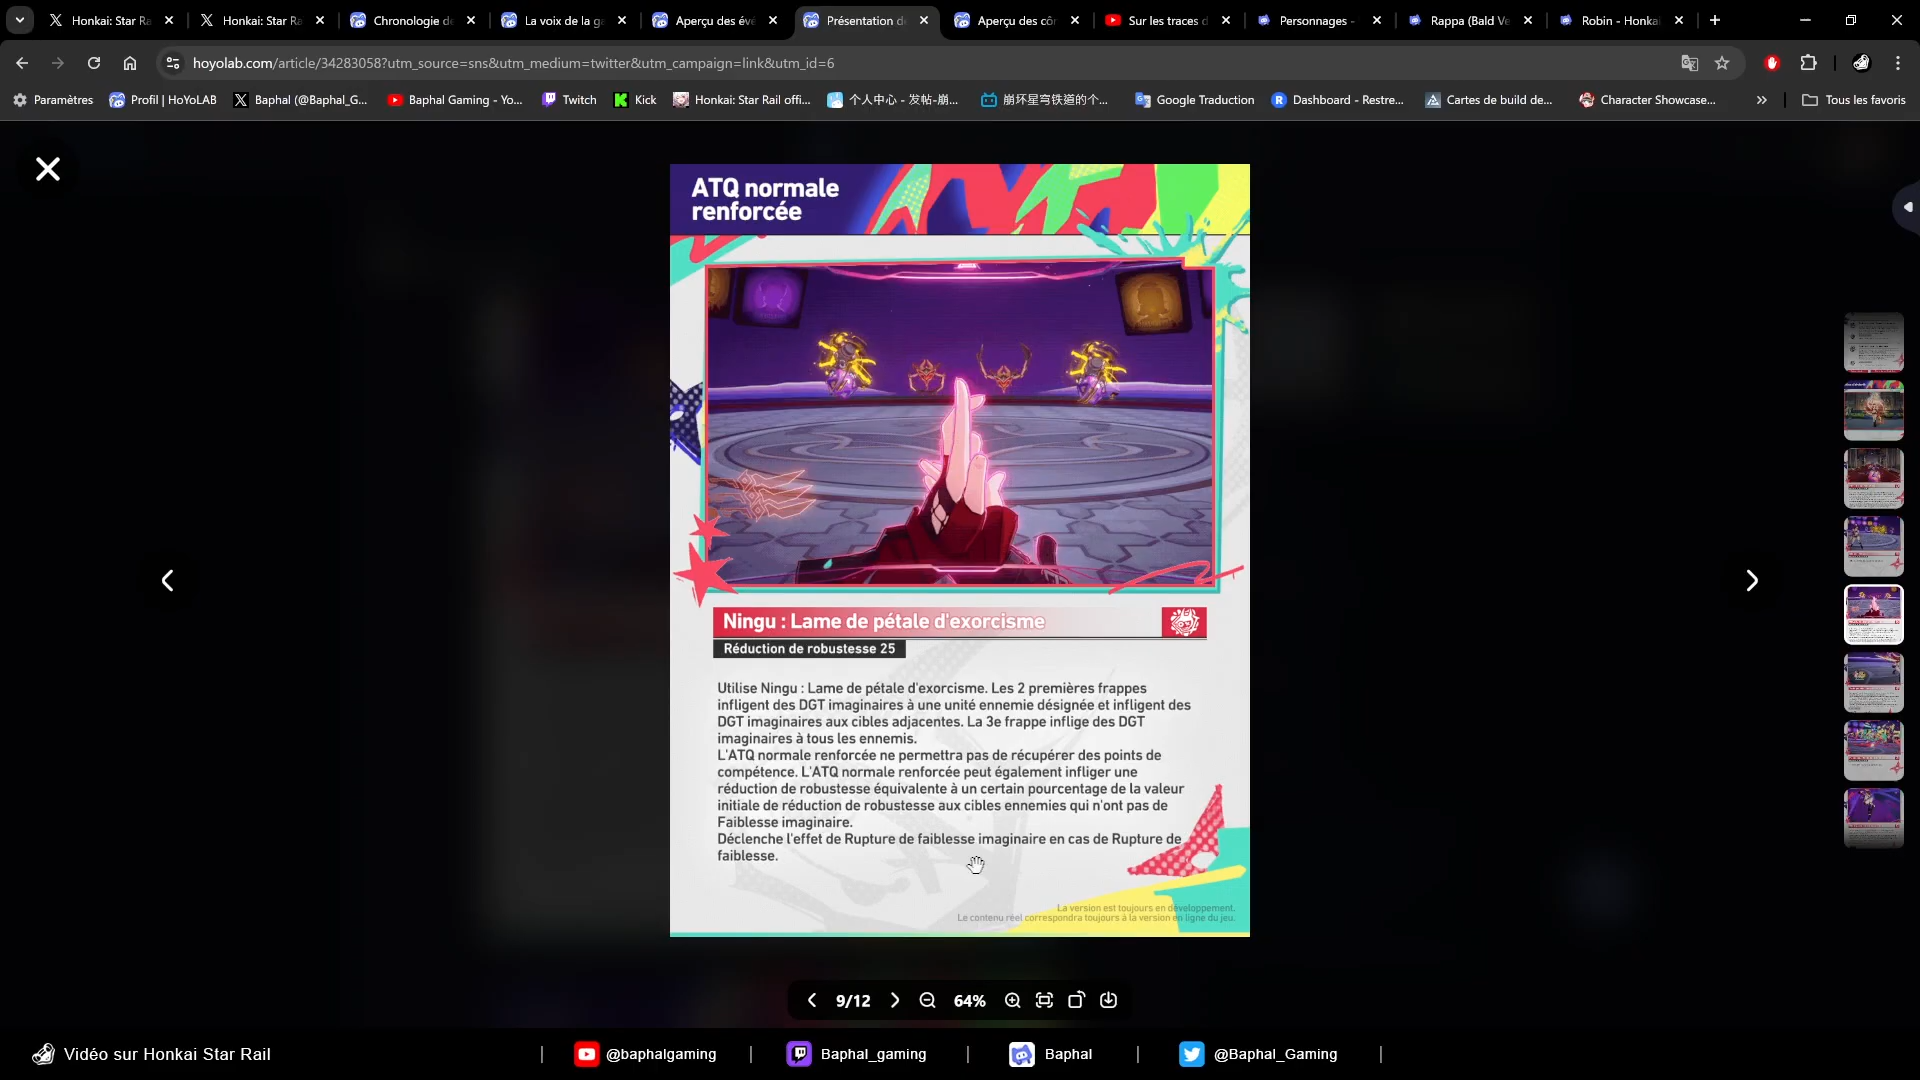 Honkai: Star Ra
Honkai: Star Ra
Chronologie d
La voix de la g
Aperçu des évé
Présentation d
Aperçu des côn
Sur les traces d
Personnages -
Rappa (Bald Ve
Robin - Honkai
hoyolab.com/article/34283058?utm_source=sns&utm_medium=twitter&utm_campaign=link&utm_id=6
Paramètres
Profil | HoYoLAB
Baphal (@Baphal_G...
Baphal Gaming - Yo...
Twitch
Kick
Honkai: Star Rail offi...
个人中心 - 发帖-崩...
崩坏星穹铁道的个...
Google Traduction
Dashboard - Restre...
Cartes de build de...
Character Showcase...
Tous les favoris
ATQ normale
renforcée
Ningu : Lame de pétale d'exorcisme
Réduction de robustesse 25
Utilise Ningu : Lame de pétale d'exorcisme. Les 2 premières frappes
infligent des DGT imaginaires à une unité ennemie désignée et infligent des
DGT imaginaires aux cibles adjacentes. La 3e frappe inflige des DGT
imaginaires à tous les ennemis.
L'ATQ normale renforcée ne permettra pas de récupérer des points de
compétence. L'ATQ normale renforcée peut également infliger une
réduction de robustesse équivalente à un certain pourcentage de la valeur
initiale de réduction de robustesse aux cibles ennemies qui n'ont pas de
Faiblesse imaginaire.
Déclenche l'effet de Rupture de faiblesse imaginaire en cas de Rupture de
faiblesse.
La version est toujours en développement.
Le contenu réel correspondra toujours à la version en ligne du jeu.
9/12
64%
Vidéo sur Honkai Star Rail
@baphalgaming
Baphal_gaming
Baphal
@Baphal_Gaming